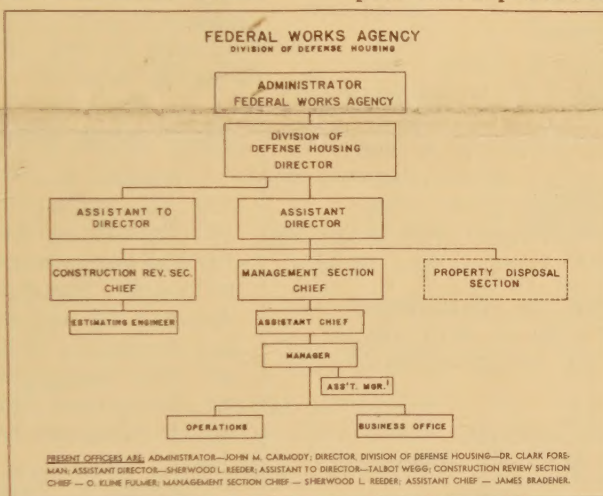 FEDERAL WORKS AGENCY
DIVISION OF DEFENSE HOUSING
ADMINISTRATOR
FEDERAL WORKS AGENCY
DIVISION OF
DEFENSE HOUSING
DIRECTOR
ASSISTANT TO
DIRECTOR
ASSISTANT
DIRECTOR
CONSTRUCTION REV. SEC.
CHIEF
MANAGEMENT SECTION
CHIEF
PROPERTY DISPOSAL
SECTION
ESTIMATING ENGINEER
ASSISTANT CHIEF
MANAGER
ASS'T. MGR.¹
OPERATIONS
BUSINESS OFFICE
PRESENT OFFICERS ARE: ADMINISTRATOR—JOHN M. CARMODY; DIRECTOR, DIVISION OF DEFENSE HOUSING—DR. CLARK FORE-
MAN; ASSISTANT DIRECTOR—SHERWOOD L. REEDER; ASSISTANT TO DIRECTOR—TALBOT WEGG; CONSTRUCTION REVIEW SECTION
CHIEF — O. KLINE FULMER; MANAGEMENT SECTION CHIEF — SHERWOOD L. REEDER; ASSISTANT CHIEF — JAMES BRADENER.